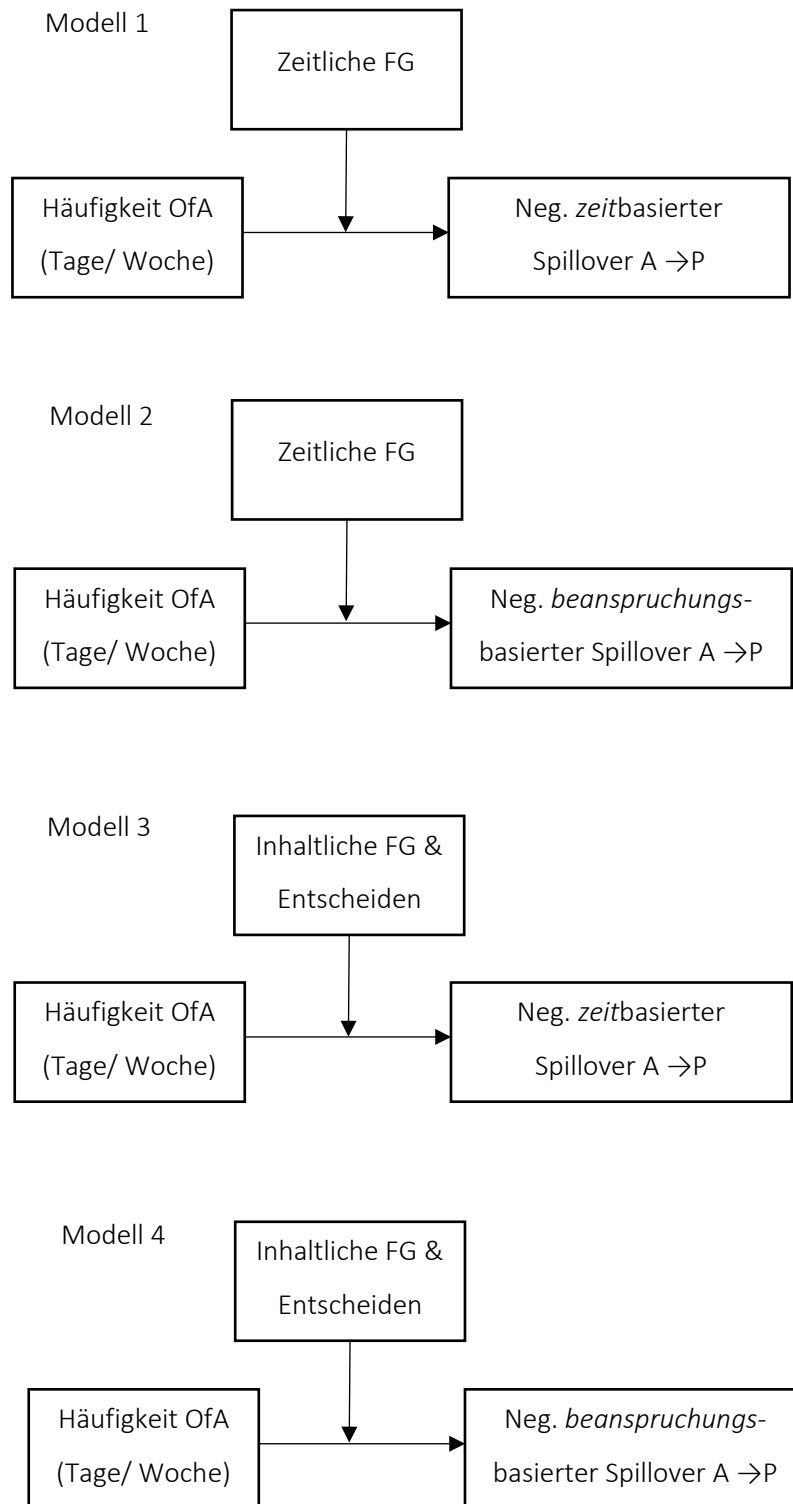 Modell 1
Zeitliche FG
Häufigkeit OfA
(Tage/ Woche)
Neg. zeitbasierter
Spillover A →P
Modell 2
Zeitliche FG
Häufigkeit OfA
(Tage/ Woche)
Neg. beanspruchungs-
basierter Spillover A →P
Modell 3
Inhaltliche FG &
Entscheiden
Häufigkeit OfA
(Tage/ Woche)
Neg. zeitbasierter
Spillover A →P
Modell 4
Inhaltliche FG &
Entscheiden
Häufigkeit OfA
(Tage/ Woche)
Neg. beanspruchungs-
basierter Spillover A →P